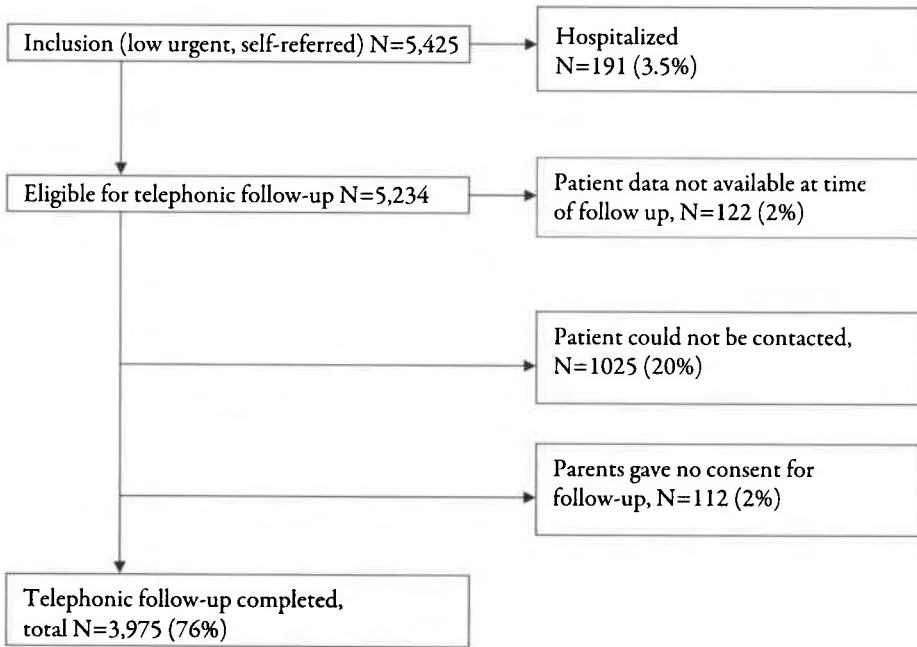 Inclusion (low urgent, self-referred) N=5,425
Hospitalized
N=191 (3.5%)
Eligible for telephonic follow-up N=5,234
Patient data not available at time
of follow up, N=122 (2%)
Patient could not be contacted,
N=1025 (20%)
Parents gave no consent for
follow-up, N=112 (2%)
Telephonic follow-up completed,
total N=3,975 (76%)